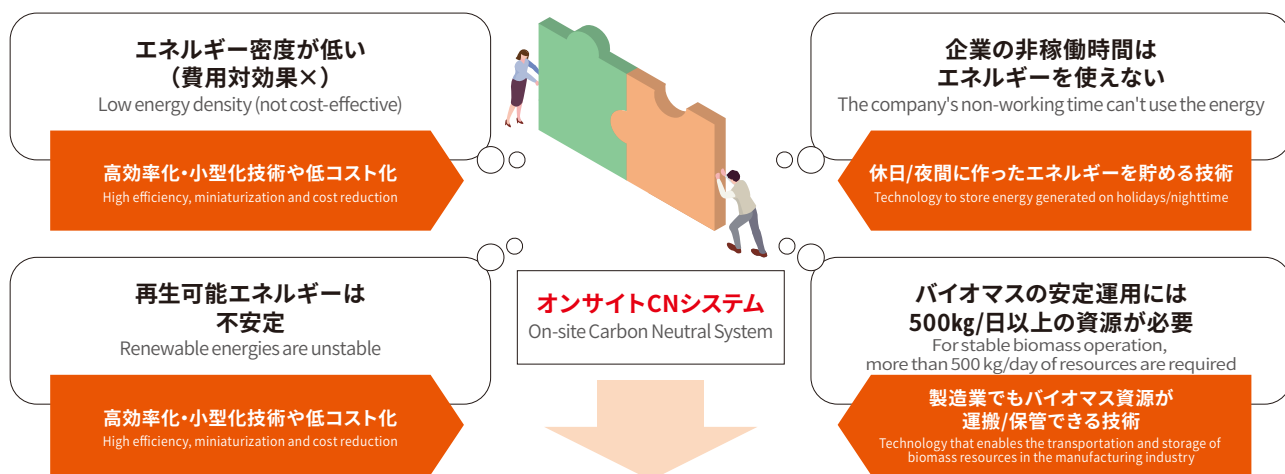 エネルギー密度が低い
（費用対効果×）
Low energy density (not cost-effective)
高効率化・小型化技術や低コスト化
High efficiency, miniaturization and cost reduction
企業の非稼働時間は
エネルギーを使えない
The company's non-working time can't use the energy
休日/夜間に作ったエネルギーを貯める技術
Technology to store energy generated on holidays/nighttime
再生可能エネルギーは
不安定
Renewable energies are unstable
高効率化・小型化技術や低コスト化
High efficiency, miniaturization and cost reduction
オンサイトCNシステム
On-site Carbon Neutral System
バイオマスの安定運用には
500kg/日以上の資源が必要
For stable biomass operation,
more than 500 kg/day of resources are required
製造業でもバイオマス資源が
運搬/保管できる技術
Technology that enables the transportation and storage of
biomass resources in the manufacturing industry